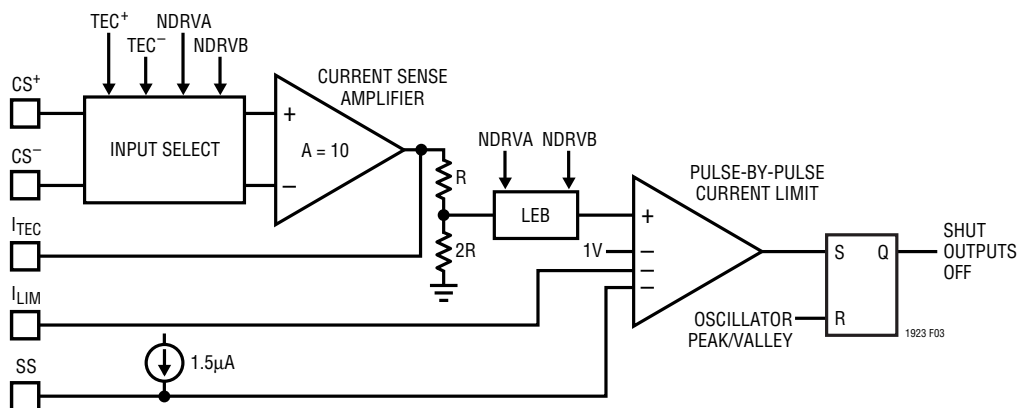 TEC+
NDRVA
TEC−
NDRVB
CS+
CS−
INPUT SELECT
CURRENT SENSE
AMPLIFIER
+
A = 10
−
R
2R
NDRVA
NDRVB
LEB
PULSE-BY-PULSE
CURRENT LIMIT
+
1V
−
−
−
S
Q
R
SHUT
OUTPUTS
OFF
OSCILLATOR
PEAK/VALLEY
1923 F03
ITEC
ILIM
SS
1.5µA